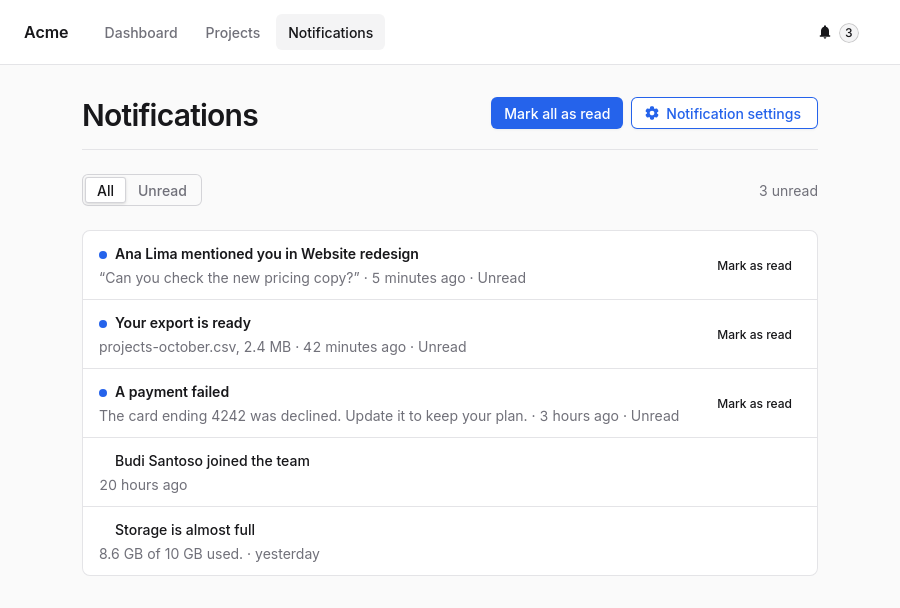 Acme Dashboard Projects Notifications 3
Notifications Mark all as read Notification settings
All Unread 3 unread
Ana Lima mentioned you in Website redesign
“Can you check the new pricing copy?” · 5 minutes ago · Unread
Mark as read
Your export is ready
projects-october.csv, 2.4 MB · 42 minutes ago · Unread
Mark as read
A payment failed
The card ending 4242 was declined. Update it to keep your plan. · 3 hours ago · Unread
Mark as read
Budi Santoso joined the team
20 hours ago
Storage is almost full
8.6 GB of 10 GB used. · yesterday